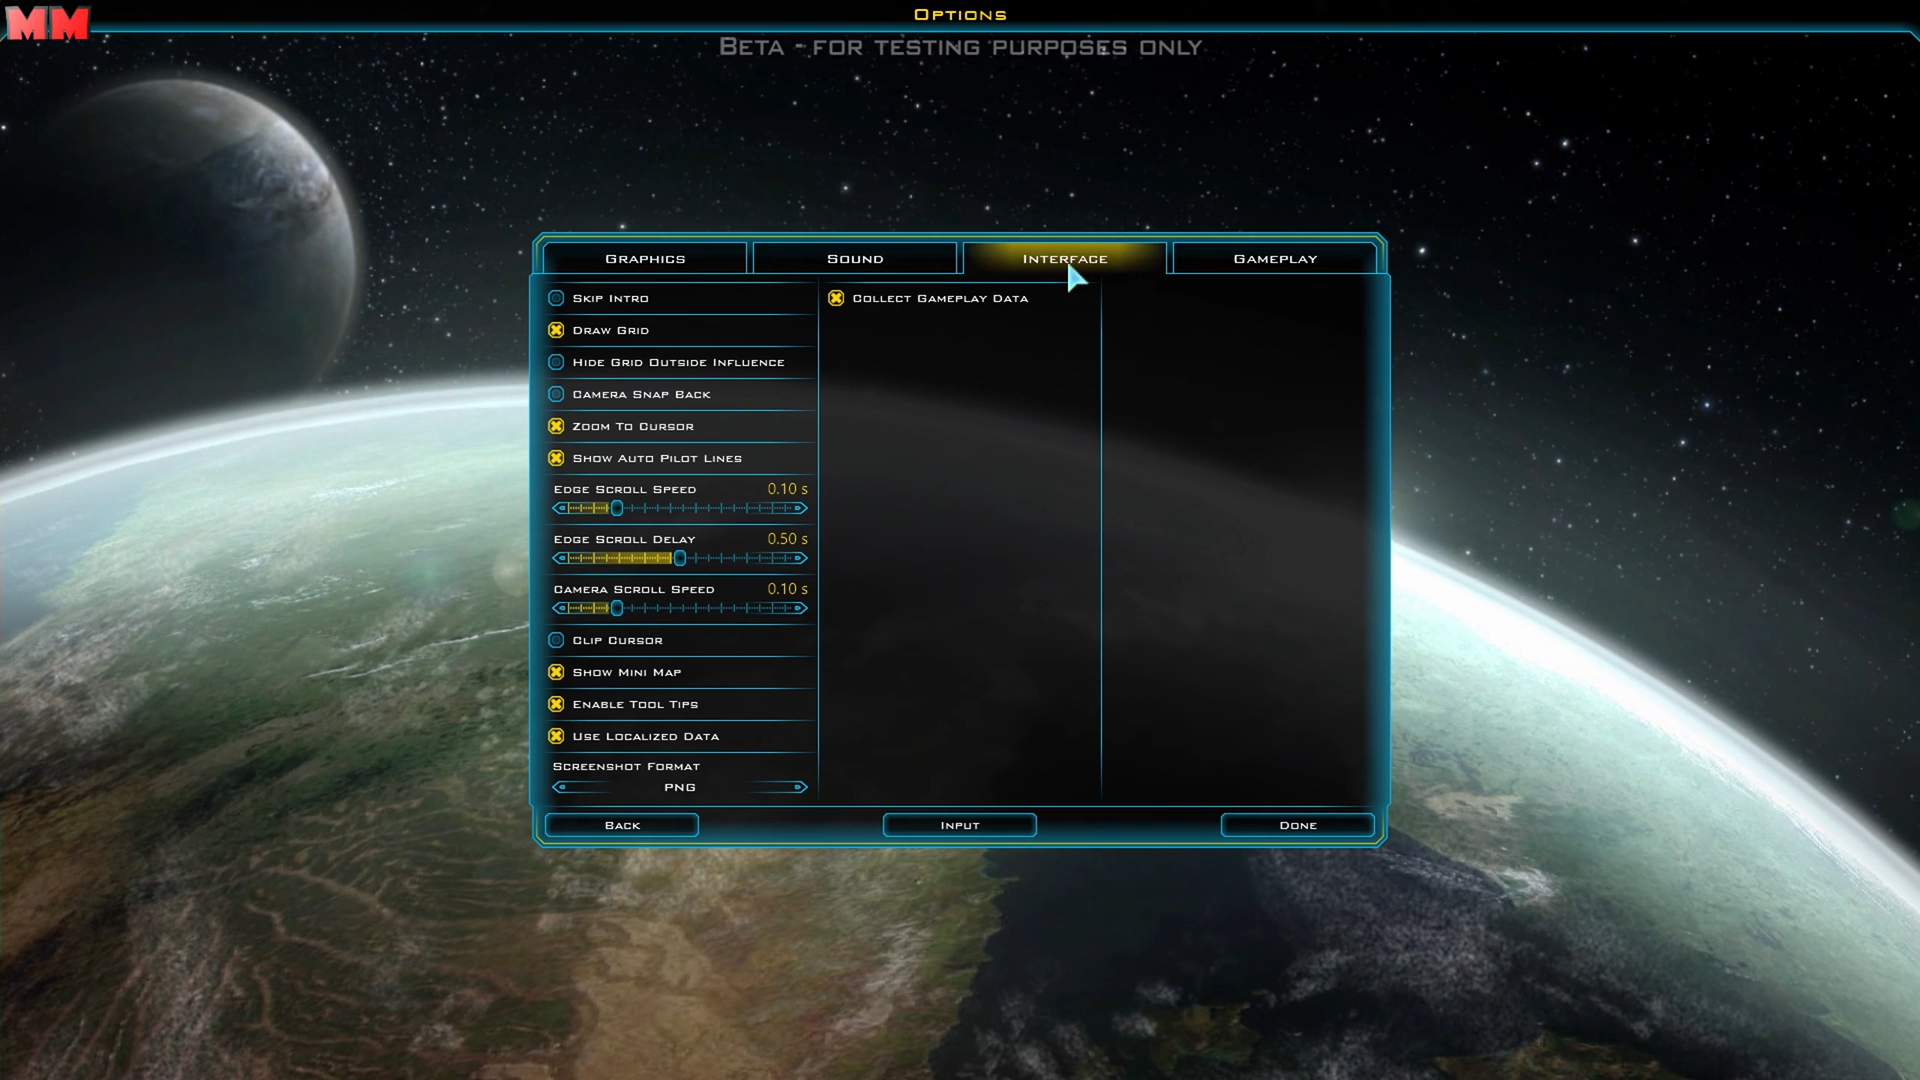 MM
Options
Beta - for testing purposes only
Graphics
Sound
Interface
Gameplay
Skip Intro
Draw Grid
Hide Grid Outside Influence
Camera Snap Back
Zoom To Cursor
Show Auto Pilot Lines
Edge Scroll Speed 0.10 s
Edge Scroll Delay 0.50 s
Camera Scroll Speed 0.10 s
Clip Cursor
Show Mini Map
Enable Tool Tips
Use Localized Data
Screenshot Format
PNG
Collect Gameplay Data
Back
Input
Done